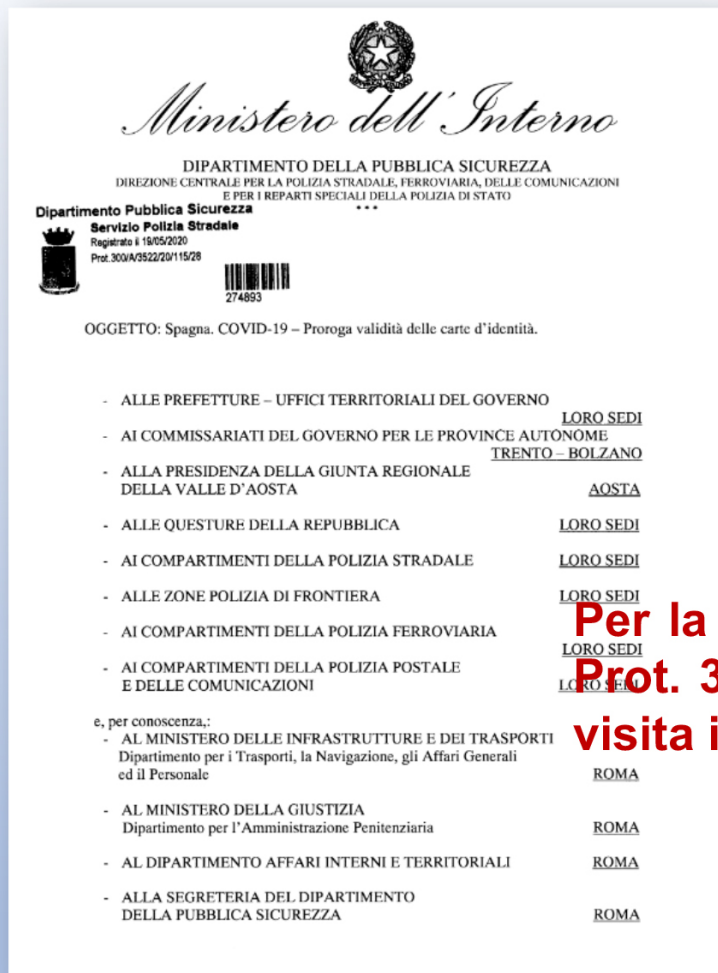 Ministero dell'Interno
DIPARTIMENTO DELLA PUBBLICA SICUREZZA
DIREZIONE CENTRALE PER LA POLIZIA STRADALE, FERROVIARIA, DELLE COMUNICAZIONI
E PER I REPARTI SPECIALI DELLA POLIZIA DI STATO
***
Dipartimento Pubblica Sicurezza
Servizio Polizia Stradale
Registrato il 19/05/2020
Prot.300/A/3522/20/115/28
274893
OGGETTO: Spagna. COVID-19 – Proroga validità delle carte d'identità.
- ALLE PREFETTURE – UFFICI TERRITORIALI DEL GOVERNO
LORO SEDI
- AI COMMISSARIATI DEL GOVERNO PER LE PROVINCE AUTONOME
TRENTO – BOLZANO
- ALLA PRESIDENZA DELLA GIUNTA REGIONALE
DELLA VALLE D'AOSTA AOSTA
- ALLE QUESTURE DELLA REPUBBLICA LORO SEDI
- AI COMPARTIMENTI DELLA POLIZIA STRADALE LORO SEDI
- ALLE ZONE POLIZIA DI FRONTIERA LORO SEDI
- AI COMPARTIMENTI DELLA POLIZIA FERROVIARIA
LORO SEDI
- AI COMPARTIMENTI DELLA POLIZIA POSTALE
E DELLE COMUNICAZIONI LORO SEDI
Per la
Prot. 3
visita i
e, per conoscenza,:
- AL MINISTERO DELLE INFRASTRUTTURE E DEI TRASPORTI
Dipartimento per i Trasporti, la Navigazione, gli Affari Generali
ed il Personale ROMA
- AL MINISTERO DELLA GIUSTIZIA
Dipartimento per l'Amministrazione Penitenziaria ROMA
- AL DIPARTIMENTO AFFARI INTERNI E TERRITORIALI ROMA
- ALLA SEGRETERIA DEL DIPARTIMENTO
DELLA PUBBLICA SICUREZZA ROMA